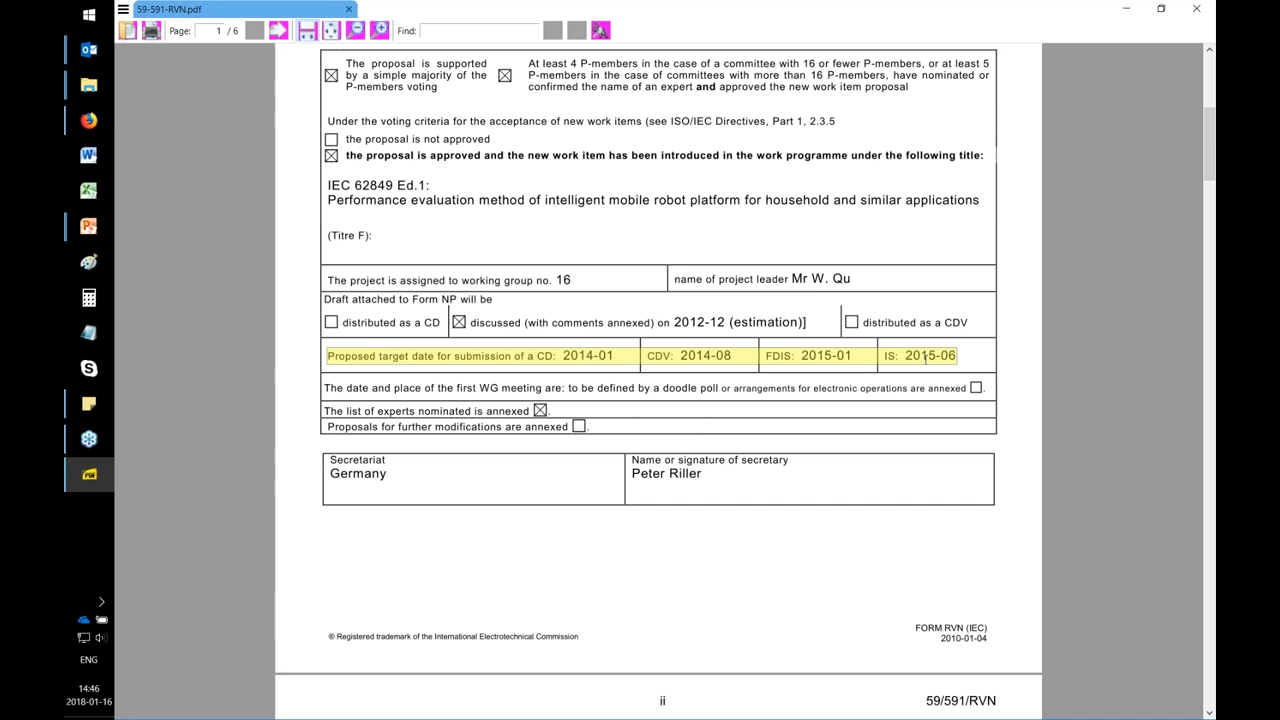 59-591-RVN.pdf
Page: 1 / 6 Find:
The proposal is supported by a simple majority of the P-members voting
At least 4 P-members in the case of a committee with 16 or fewer P-members, or at least 5 P-members in the case of committees with more than 16 P-members, have nominated or confirmed the name of an expert and approved the new work item proposal
Under the voting criteria for the acceptance of new work items (see ISO/IEC Directives, Part 1, 2.3.5
the proposal is not approved
the proposal is approved and the new work item has been introduced in the work programme under the following title:
IEC 62849 Ed.1:
Performance evaluation method of intelligent mobile robot platform for household and similar applications
(Titre F):
The project is assigned to working group no. 16 name of project leader Mr W. Qu
Draft attached to Form NP will be
distributed as a CD discussed (with comments annexed) on 2012-12 (estimation)] distributed as a CDV
Proposed target date for submission of a CD: 2014-01 CDV: 2014-08 FDIS: 2015-01 IS: 2015-06
The date and place of the first WG meeting are: to be defined by a doodle poll or arrangements for electronic operations are annexed .
The list of experts nominated is annexed .
Proposals for further modifications are annexed .
Secretariat
Germany
Name or signature of secretary
Peter Riller
® Registered trademark of the International Electrotechnical Commission
FORM RVN (IEC)
2010-01-04
ii 59/591/RVN
ENG
14:46
2018-01-16